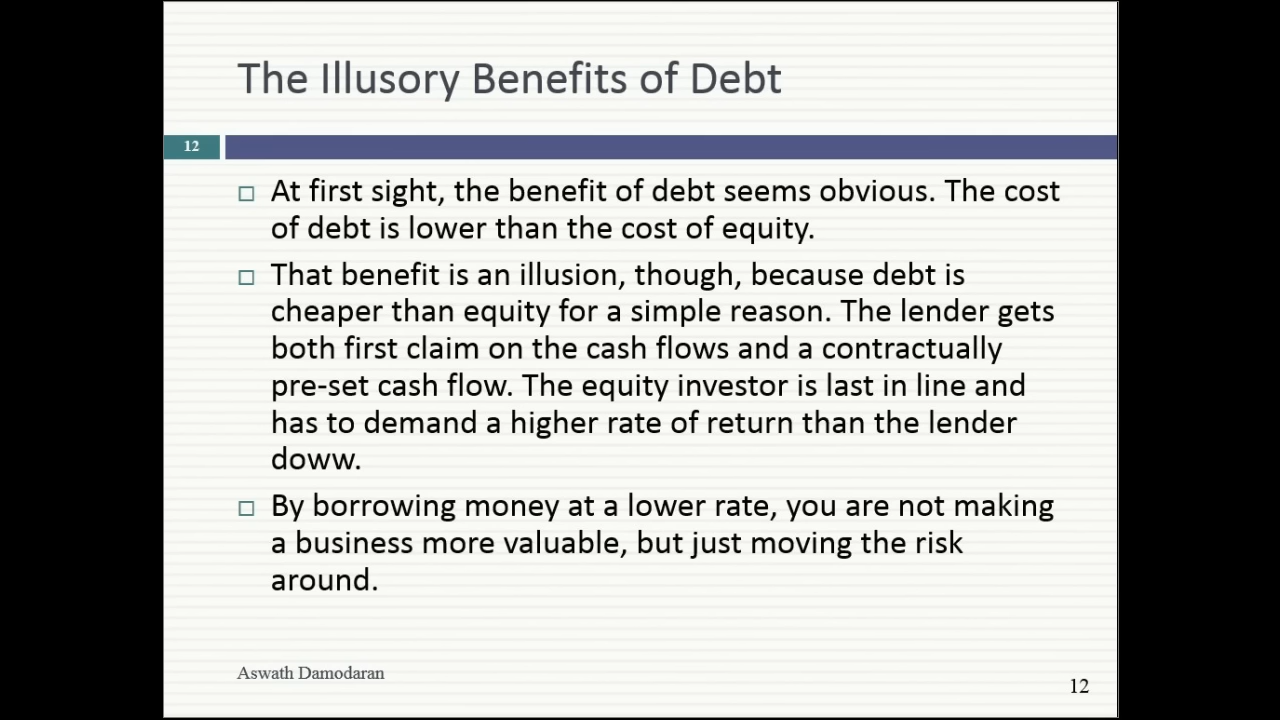 The Illusory Benefits of Debt
12
At first sight, the benefit of debt seems obvious. The cost
of debt is lower than the cost of equity.
That benefit is an illusion, though, because debt is
cheaper than equity for a simple reason. The lender gets
both first claim on the cash flows and a contractually
pre-set cash flow. The equity investor is last in line and
has to demand a higher rate of return than the lender
doww.
By borrowing money at a lower rate, you are not making
a business more valuable, but just moving the risk
around.
Aswath Damodaran
12